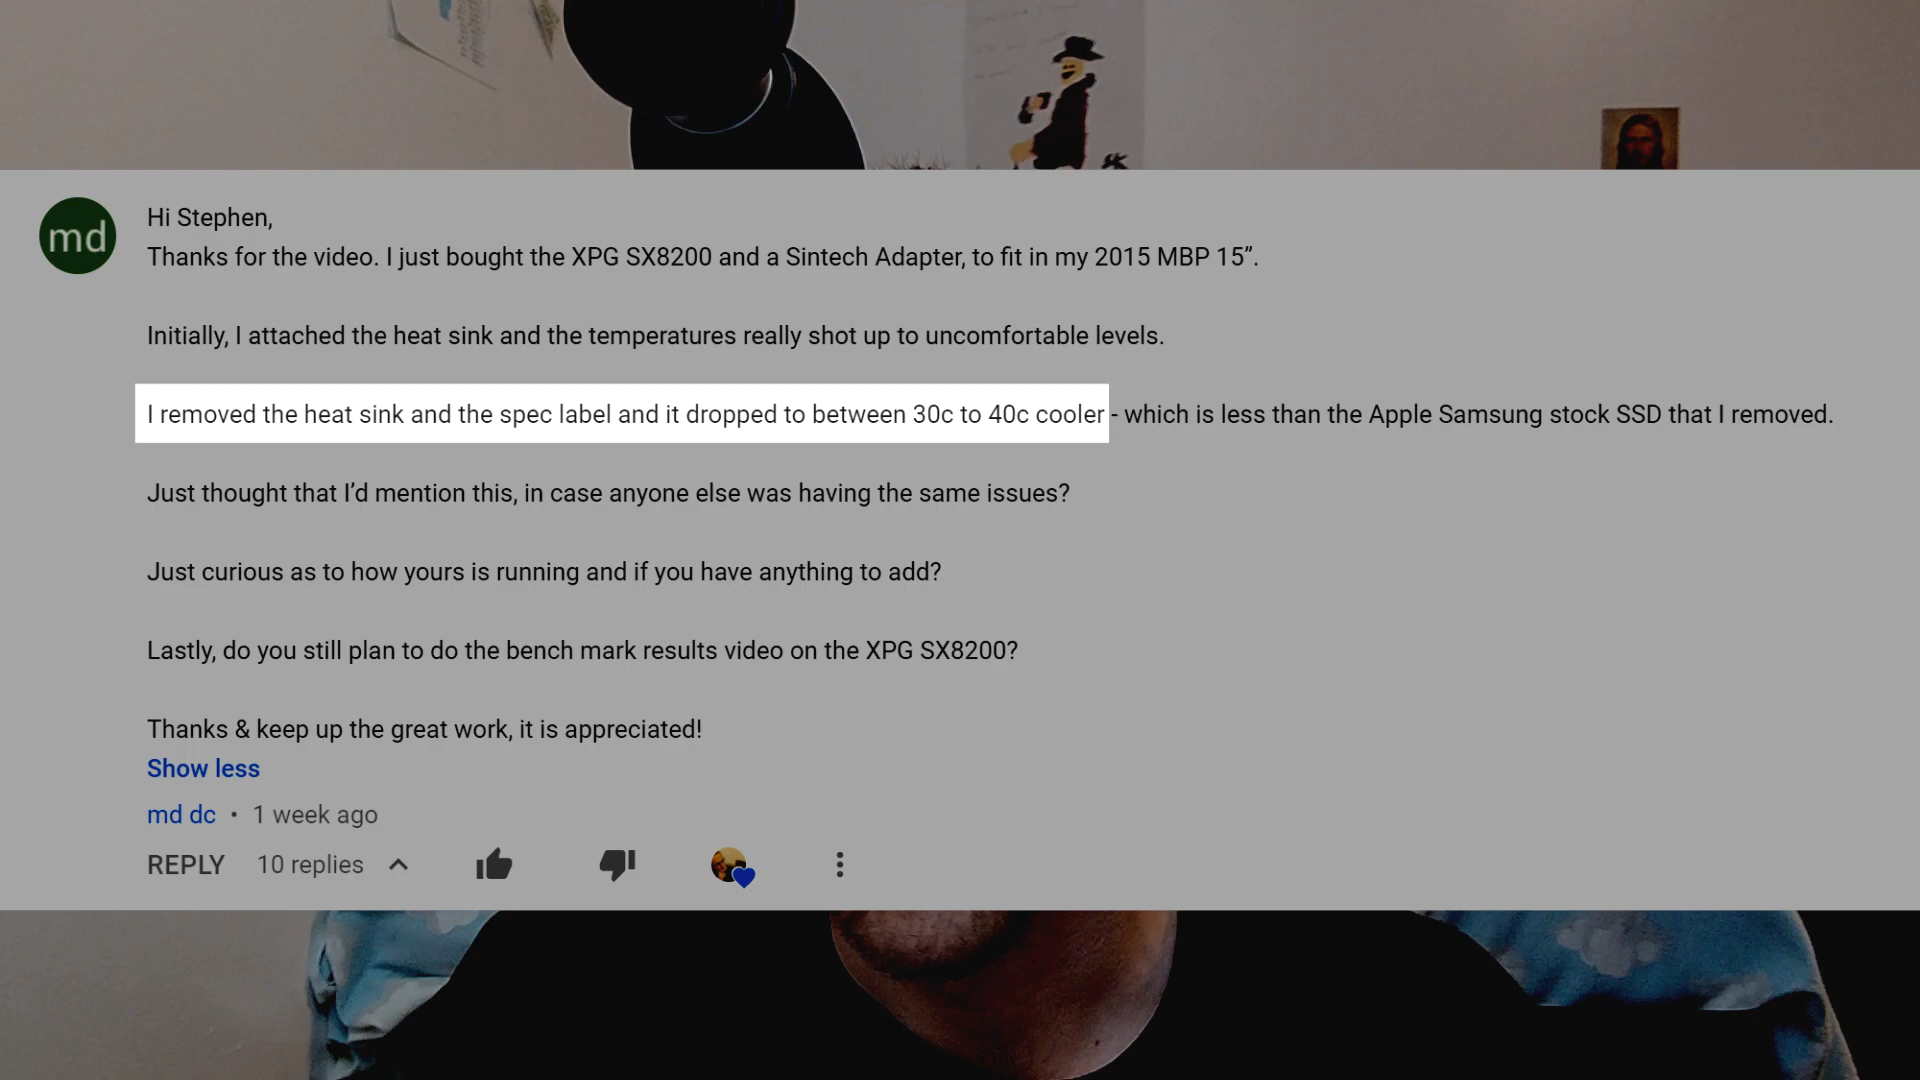 md
Hi Stephen,
Thanks for the video. I just bought the XPG SX8200 and a Sintech Adapter, to fit in my 2015 MBP 15”.
Initially, I attached the heat sink and the temperatures really shot up to uncomfortable levels.
I removed the heat sink and the spec label and it dropped to between 30c to 40c cooler - which is less than the Apple Samsung stock SSD that I removed.
Just thought that I’d mention this, in case anyone else was having the same issues?
Just curious as to how yours is running and if you have anything to add?
Lastly, do you still plan to do the bench mark results video on the XPG SX8200?
Thanks & keep up the great work, it is appreciated!
Show less
md dc • 1 week ago
REPLY 10 replies